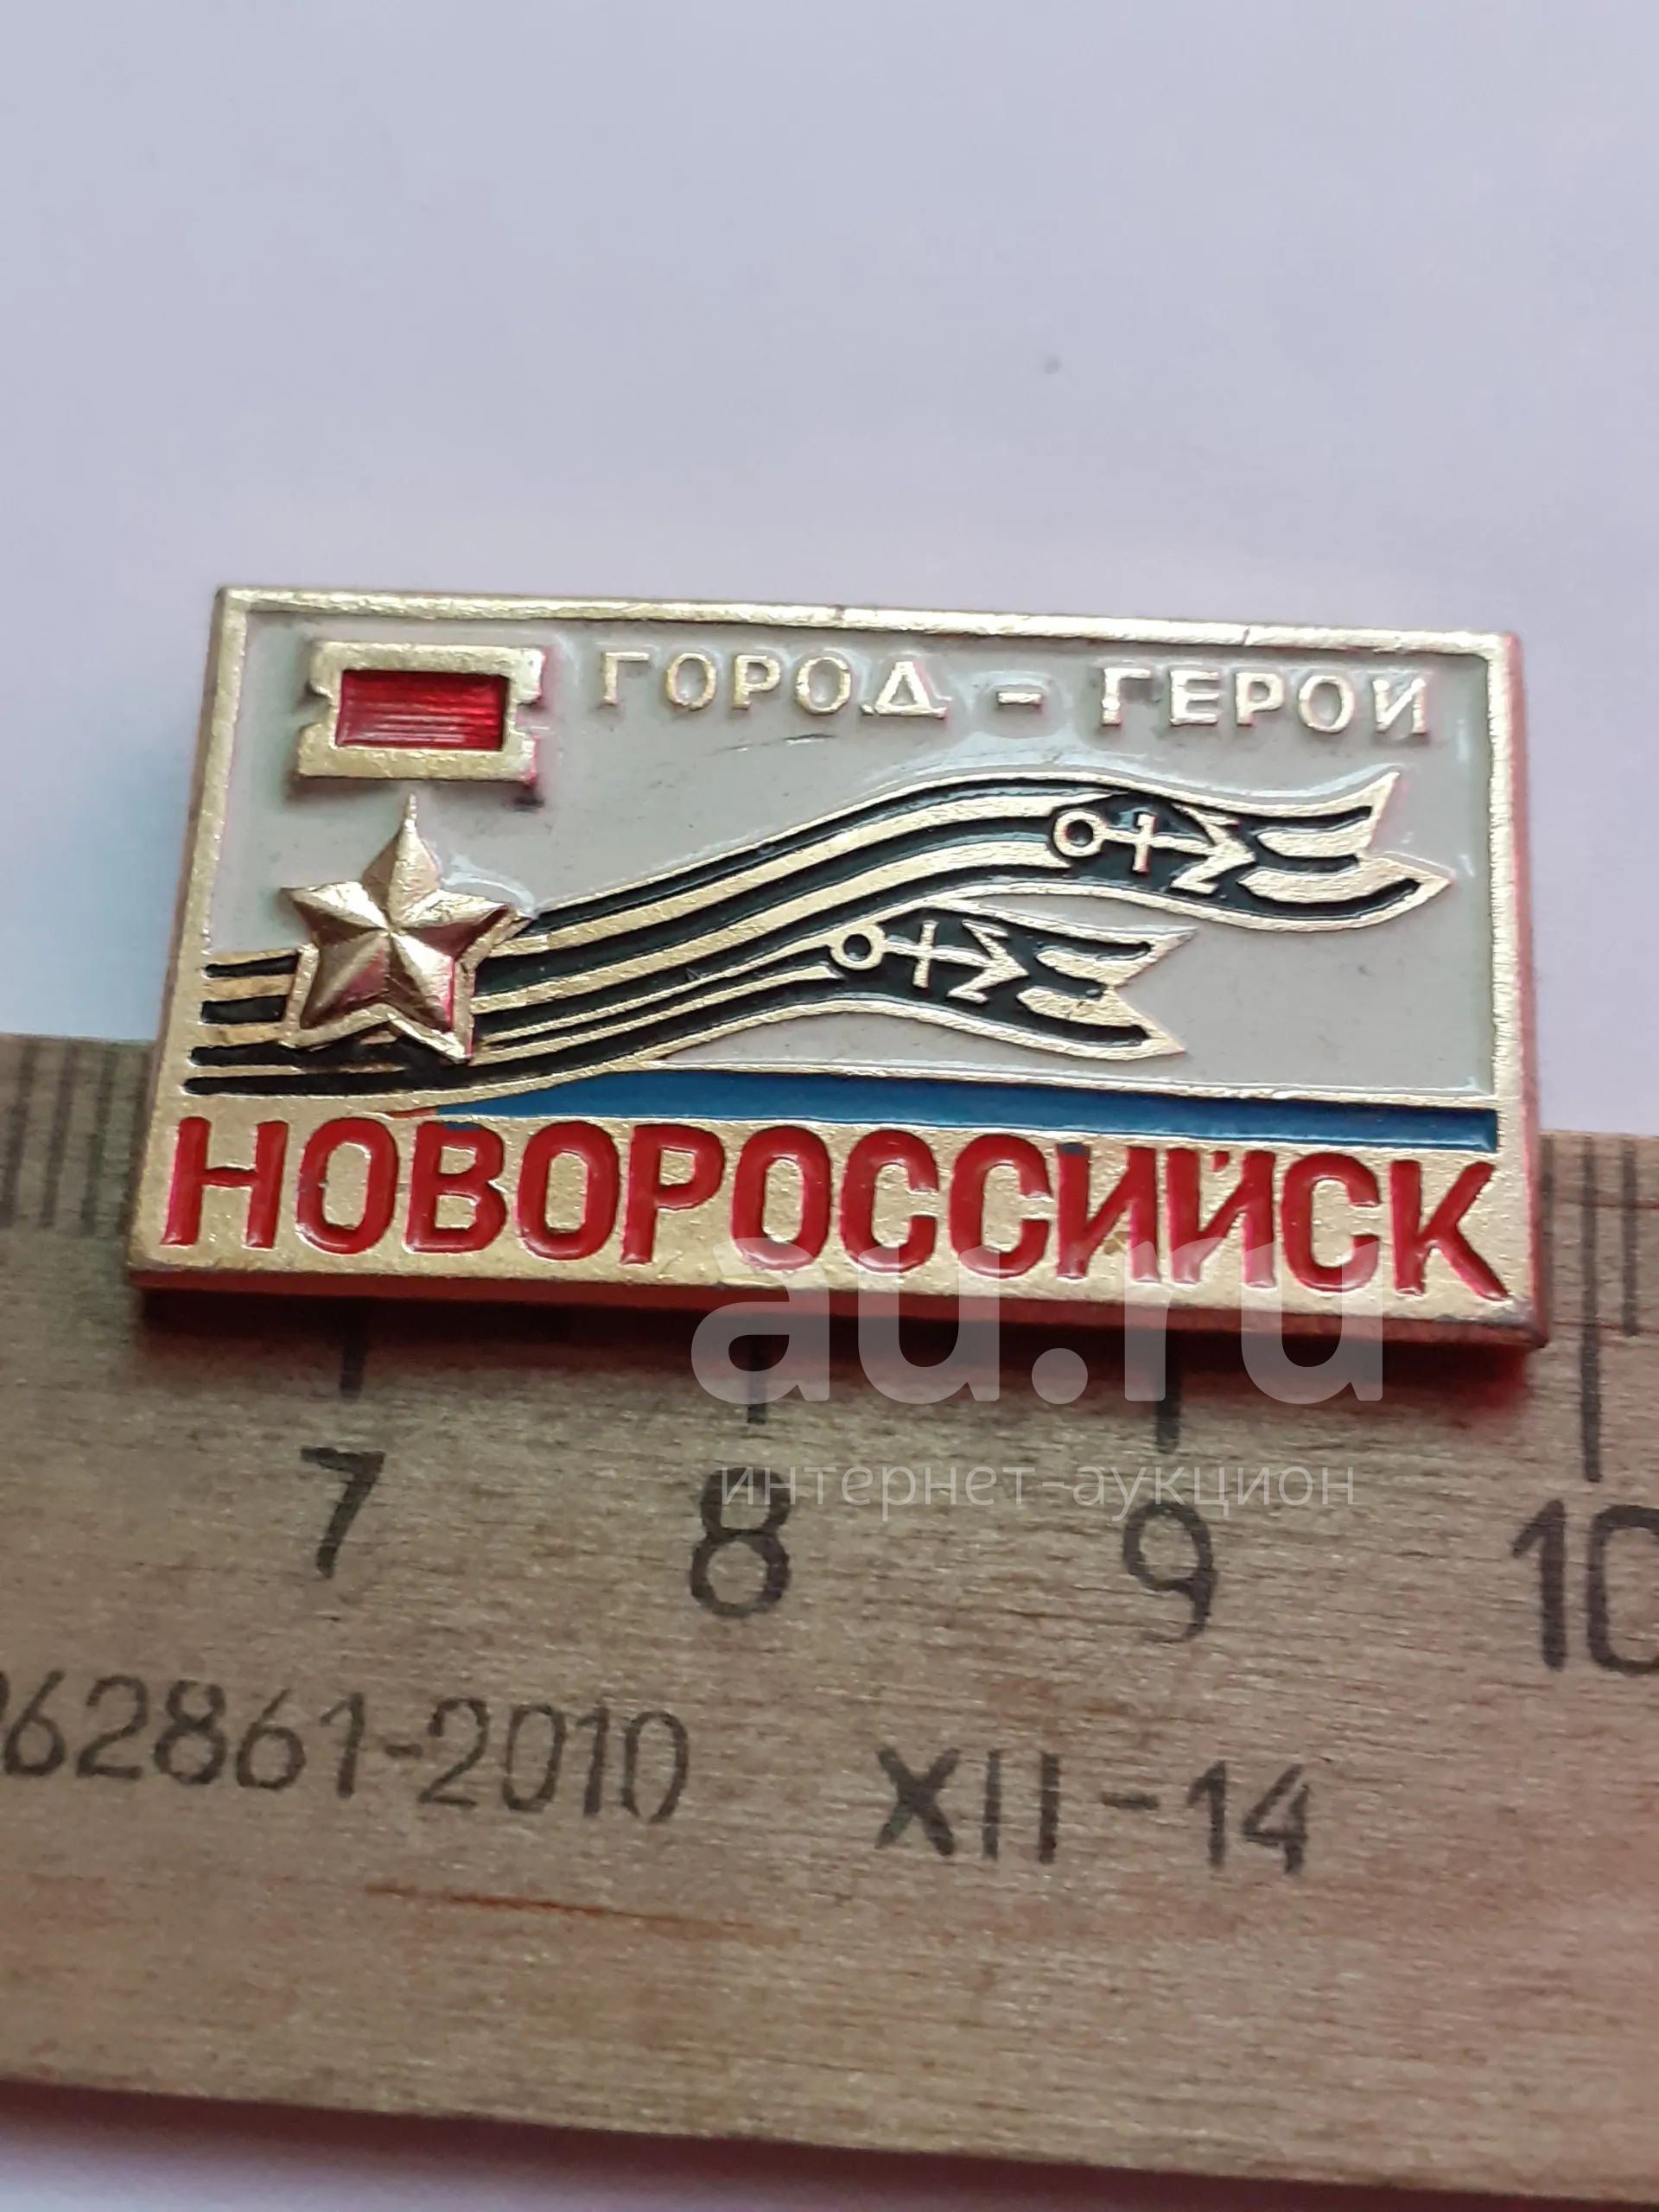 ГОРОД - ГЕРОЙ
НОВОРОССИЙСК
au.ru
интернет-аукцион
7 8 9 10
62861-2010 XII-14